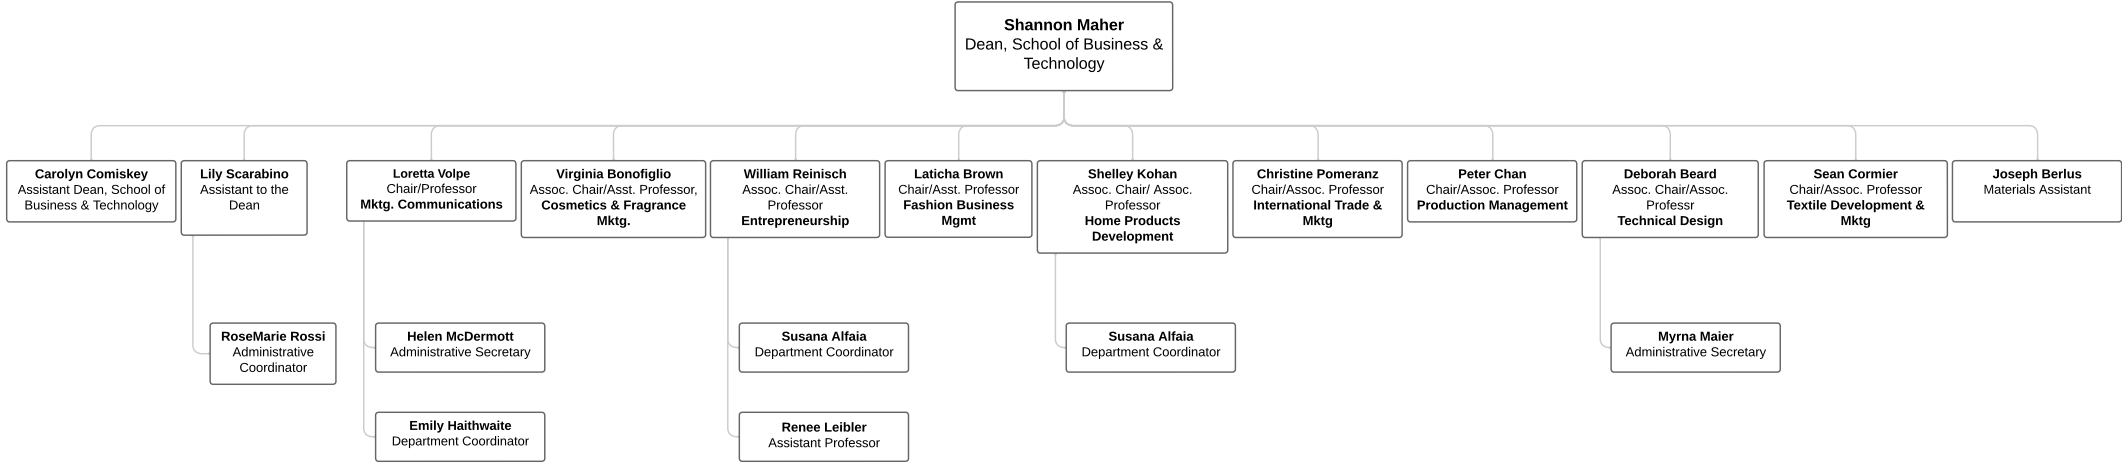 Shannon Maher
Dean, School of Business &
Technology
Carolyn Comiskey
Assistant Dean, School of
Business & Technology
Lily Scarabino
Assistant to the
Dean
Loretta Volpe
Chair/Professor
Mktg. Communications
Virginia Bonofiglio
Assoc. Chair/Asst. Professor,
Cosmetics & Fragrance
Mktg.
William Reinisch
Assoc. Chair/Asst.
Professor
Entrepreneurship
Laticha Brown
Chair/Asst. Professor
Fashion Business
Mgmt
Shelley Kohan
Assoc. Chair/ Assoc.
Professor
Home Products
Development
Christine Pomeranz
Chair/Assoc. Professor
International Trade &
Mktg
Peter Chan
Chair/Assoc. Professor
Production Management
Deborah Beard
Assoc. Chair/Assoc.
Professr
Technical Design
Sean Cormier
Chair/Assoc. Professor
Textile Development &
Mktg
Joseph Berlus
Materials Assistant
RoseMarie Rossi
Administrative
Coordinator
Helen McDermott
Administrative Secretary
Susana Alfaia
Department Coordinator
Susana Alfaia
Department Coordinator
Myrna Maier
Administrative Secretary
Emily Haithwaite
Department Coordinator
Renee Leibler
Assistant Professor